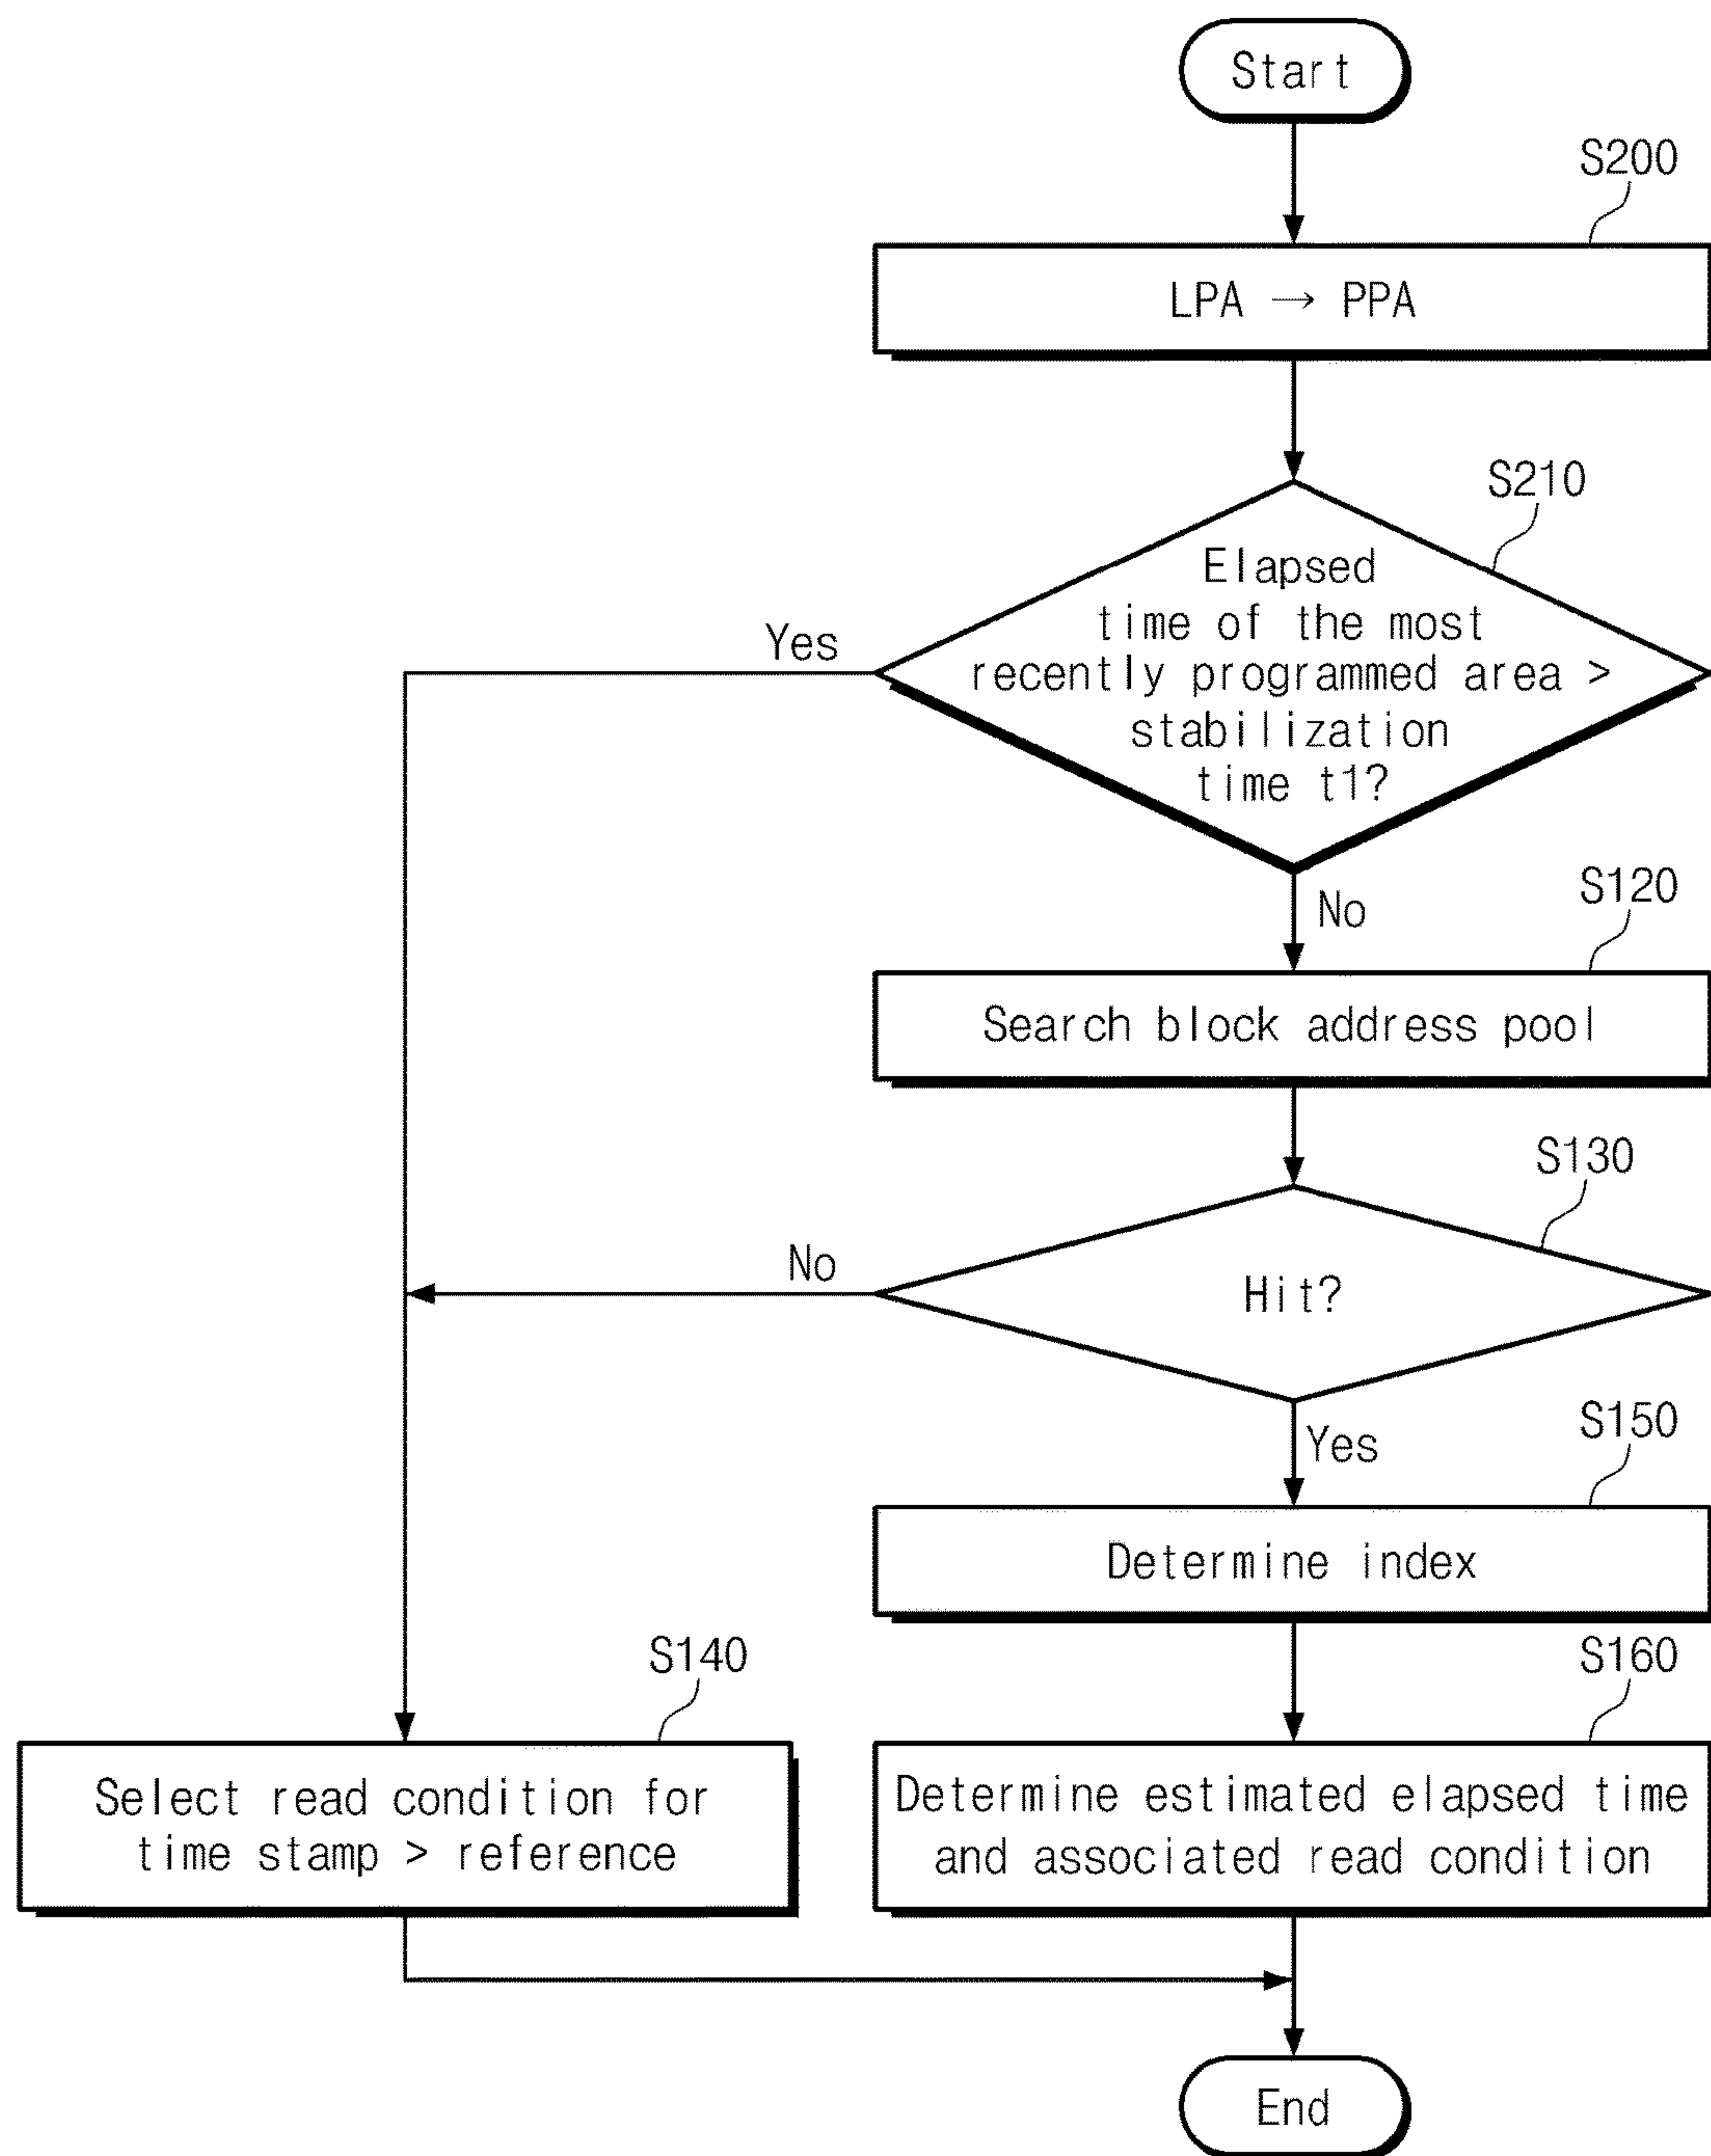 Start
S200
LPA → PPA
S210
Elapsed
time of the most
recently programmed area >
stabilization
time t1?
Yes
No
S120
Search block address pool
S130
Hit?
No
Yes
S150
Determine index
S140
Select read condition for
time stamp > reference
S160
Determine estimated elapsed time
and associated read condition
End